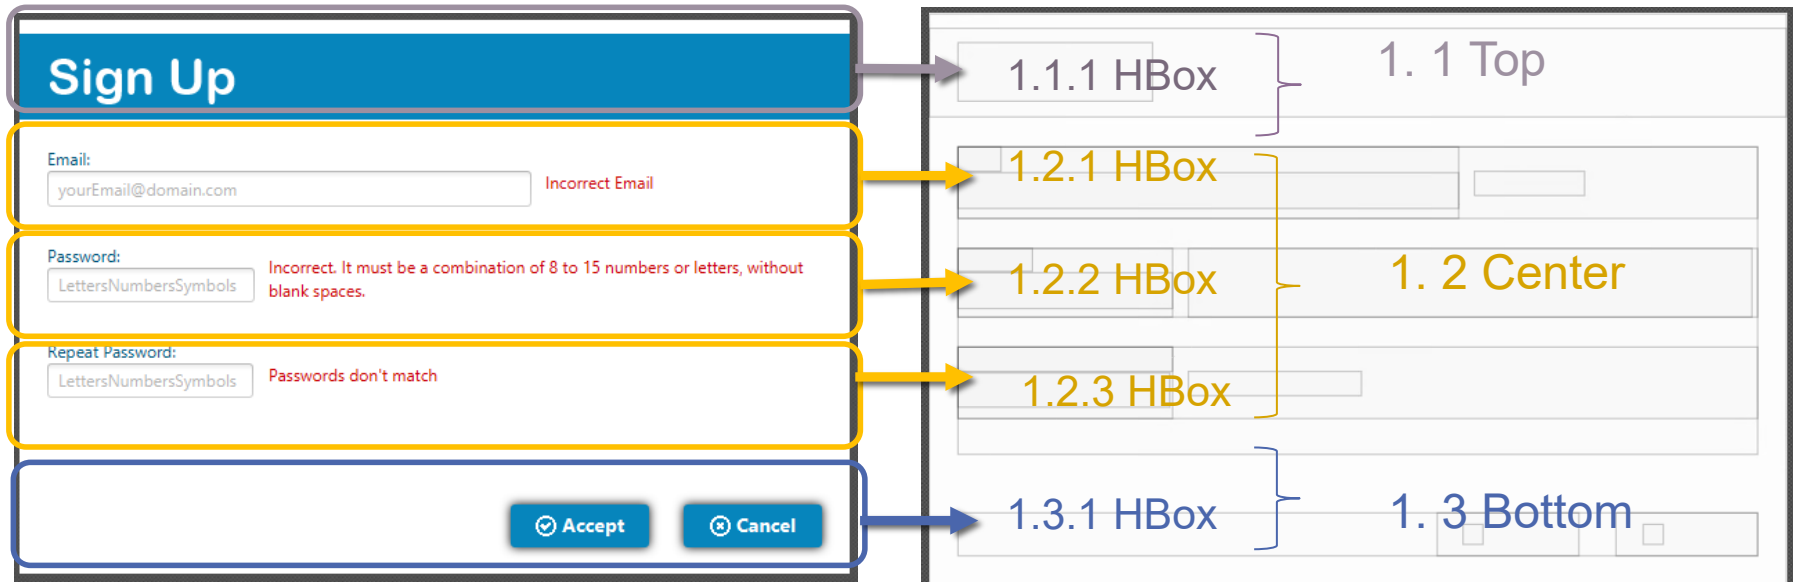 Sign Up
Email:
yourEmail@domain.com
Incorrect Email
Password:
LettersNumbersSymbols
Incorrect. It must be a combination of 8 to 15 numbers or letters, without
blank spaces.
Repeat Password:
LettersNumbersSymbols
Passwords don't match
Accept
Cancel
1.1.1 HBox
1. 1 Top
1.2.1 HBox
1.2.2 HBox
1. 2 Center
1.2.3 HBox
1.3.1 HBox
1. 3 Bottom